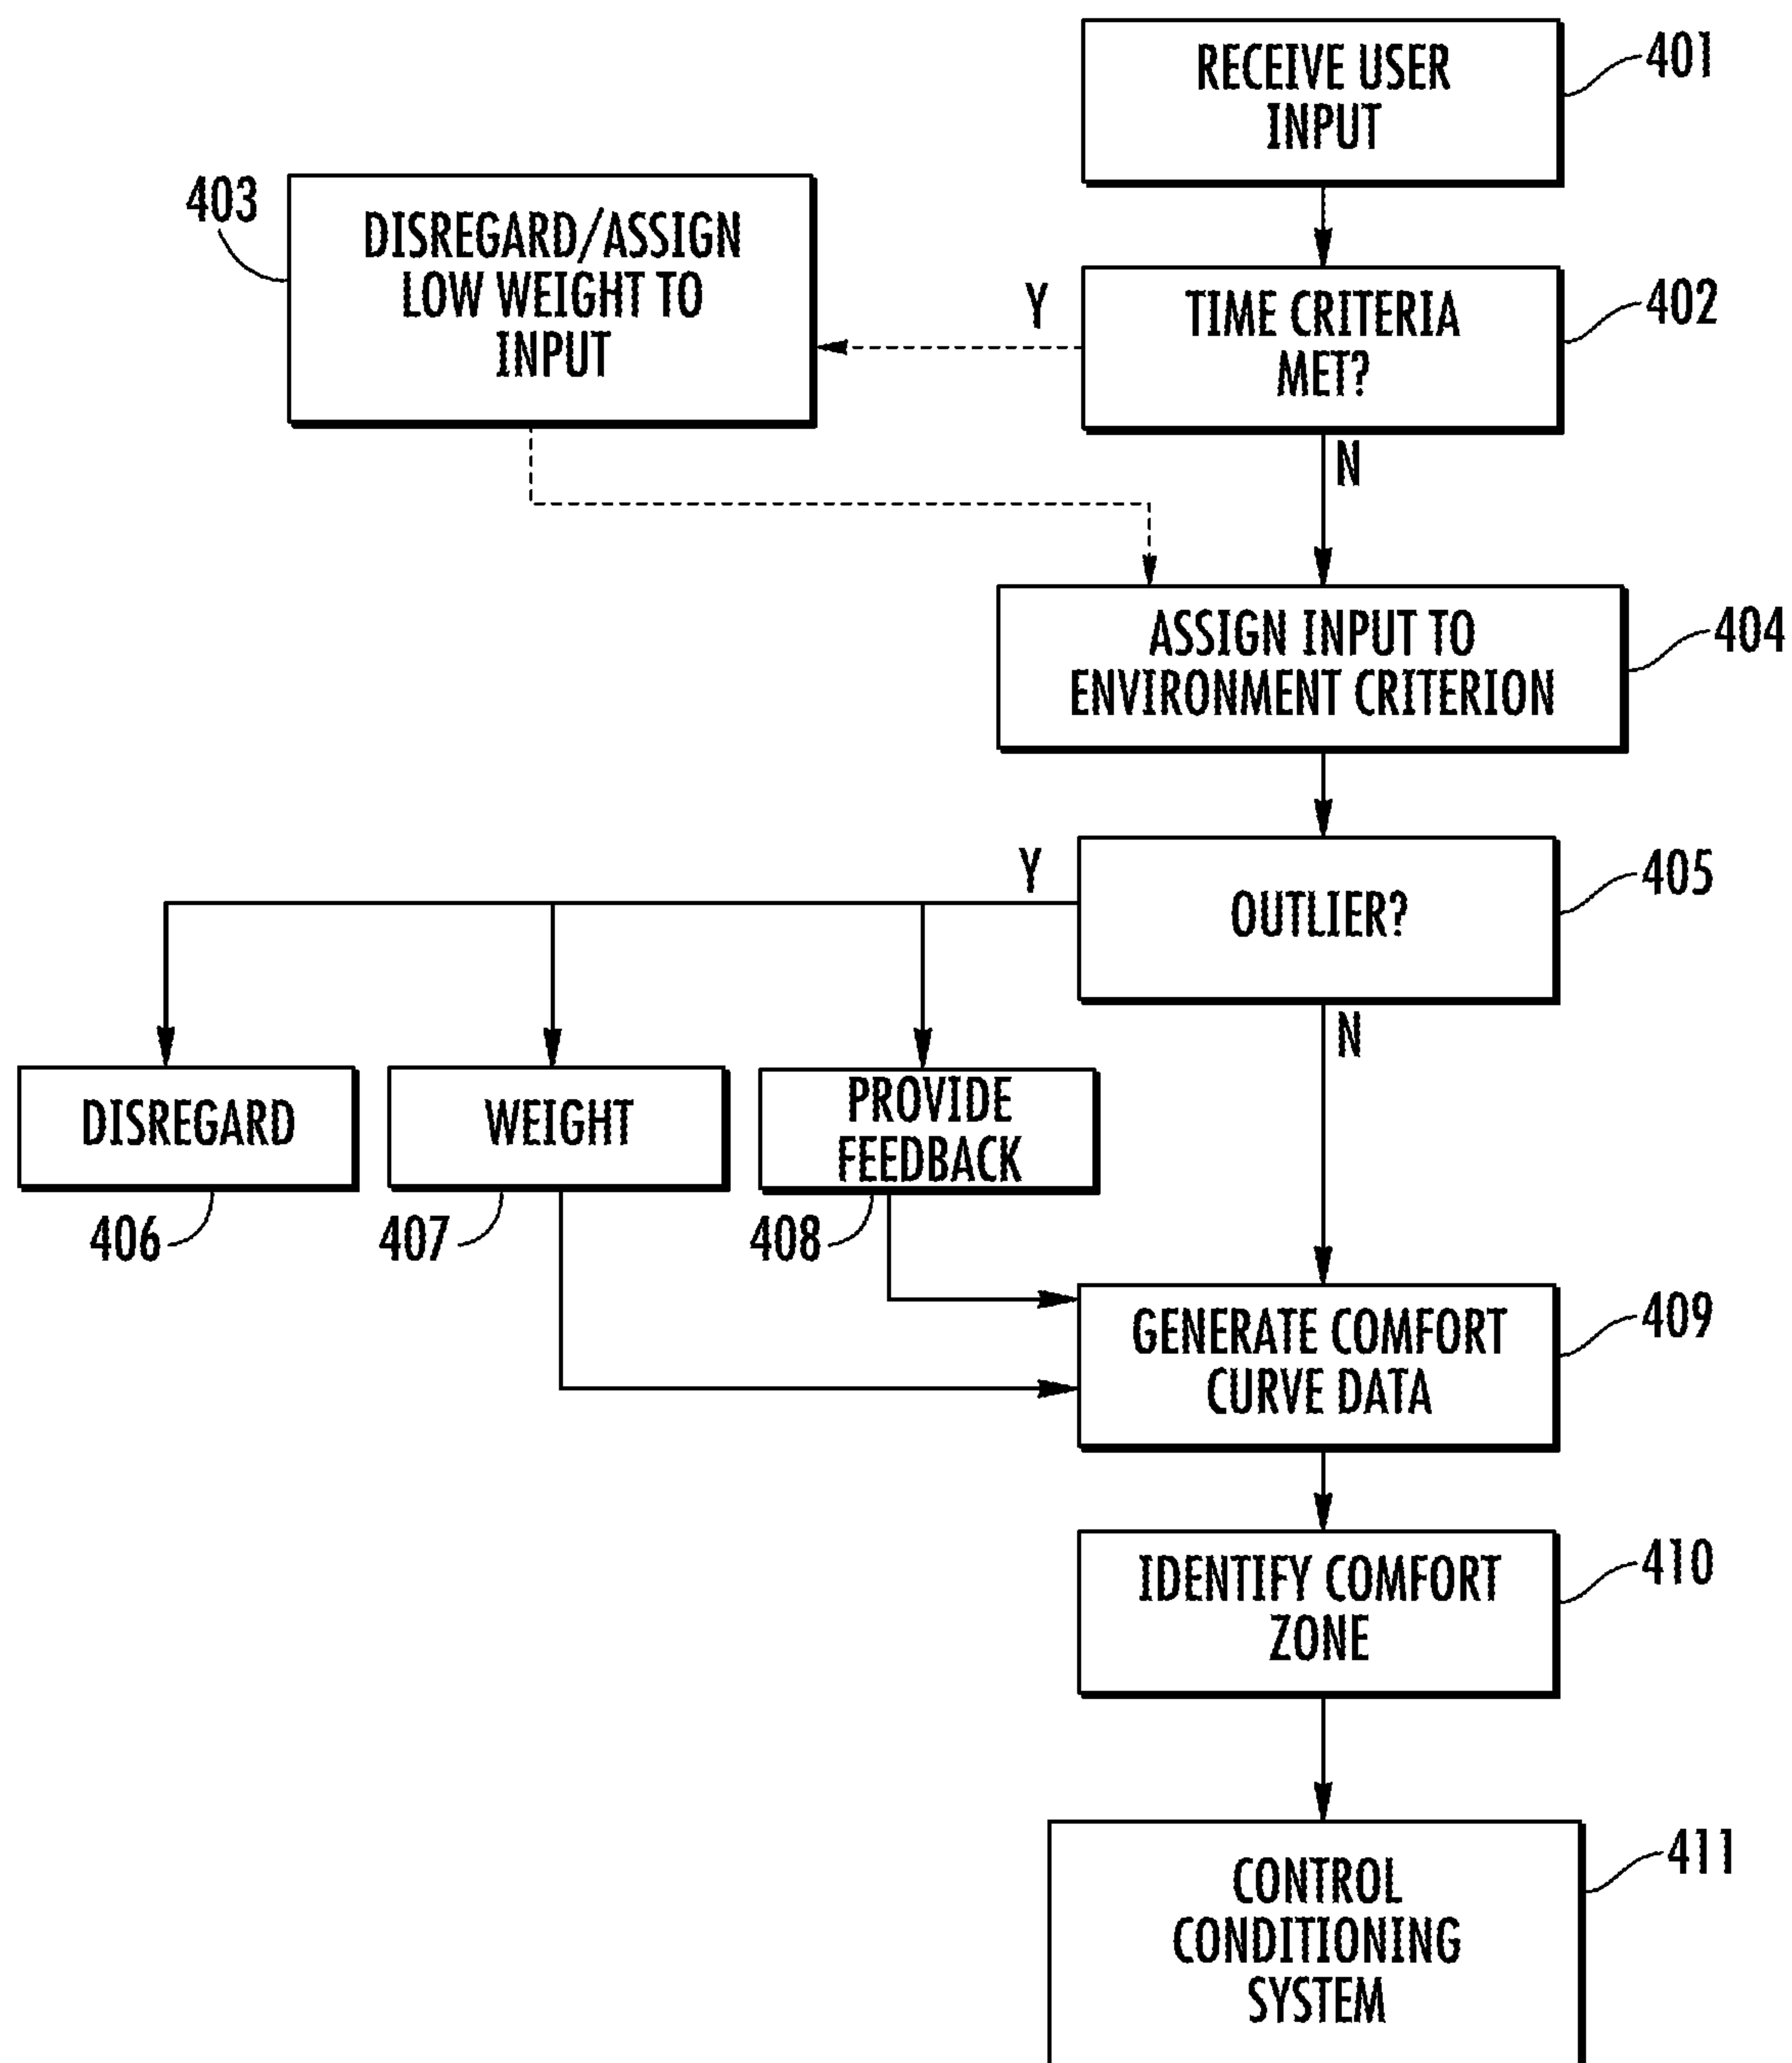 RECEIVE USER
INPUT
401
403
DISREGARD/ASSIGN
LOW WEIGHT TO
INPUT
Y
TIME CRITERIA
MET?
402
N
ASSIGN INPUT TO
ENVIRONMENT CRITERION
404
Y
OUTLIER?
405
N
DISREGARD
WEIGHT
PROVIDE
FEEDBACK
406
407
408
GENERATE COMFORT
CURVE DATA
409
IDENTIFY COMFORT
ZONE
410
CONTROL
CONDITIONING
SYSTEM
411